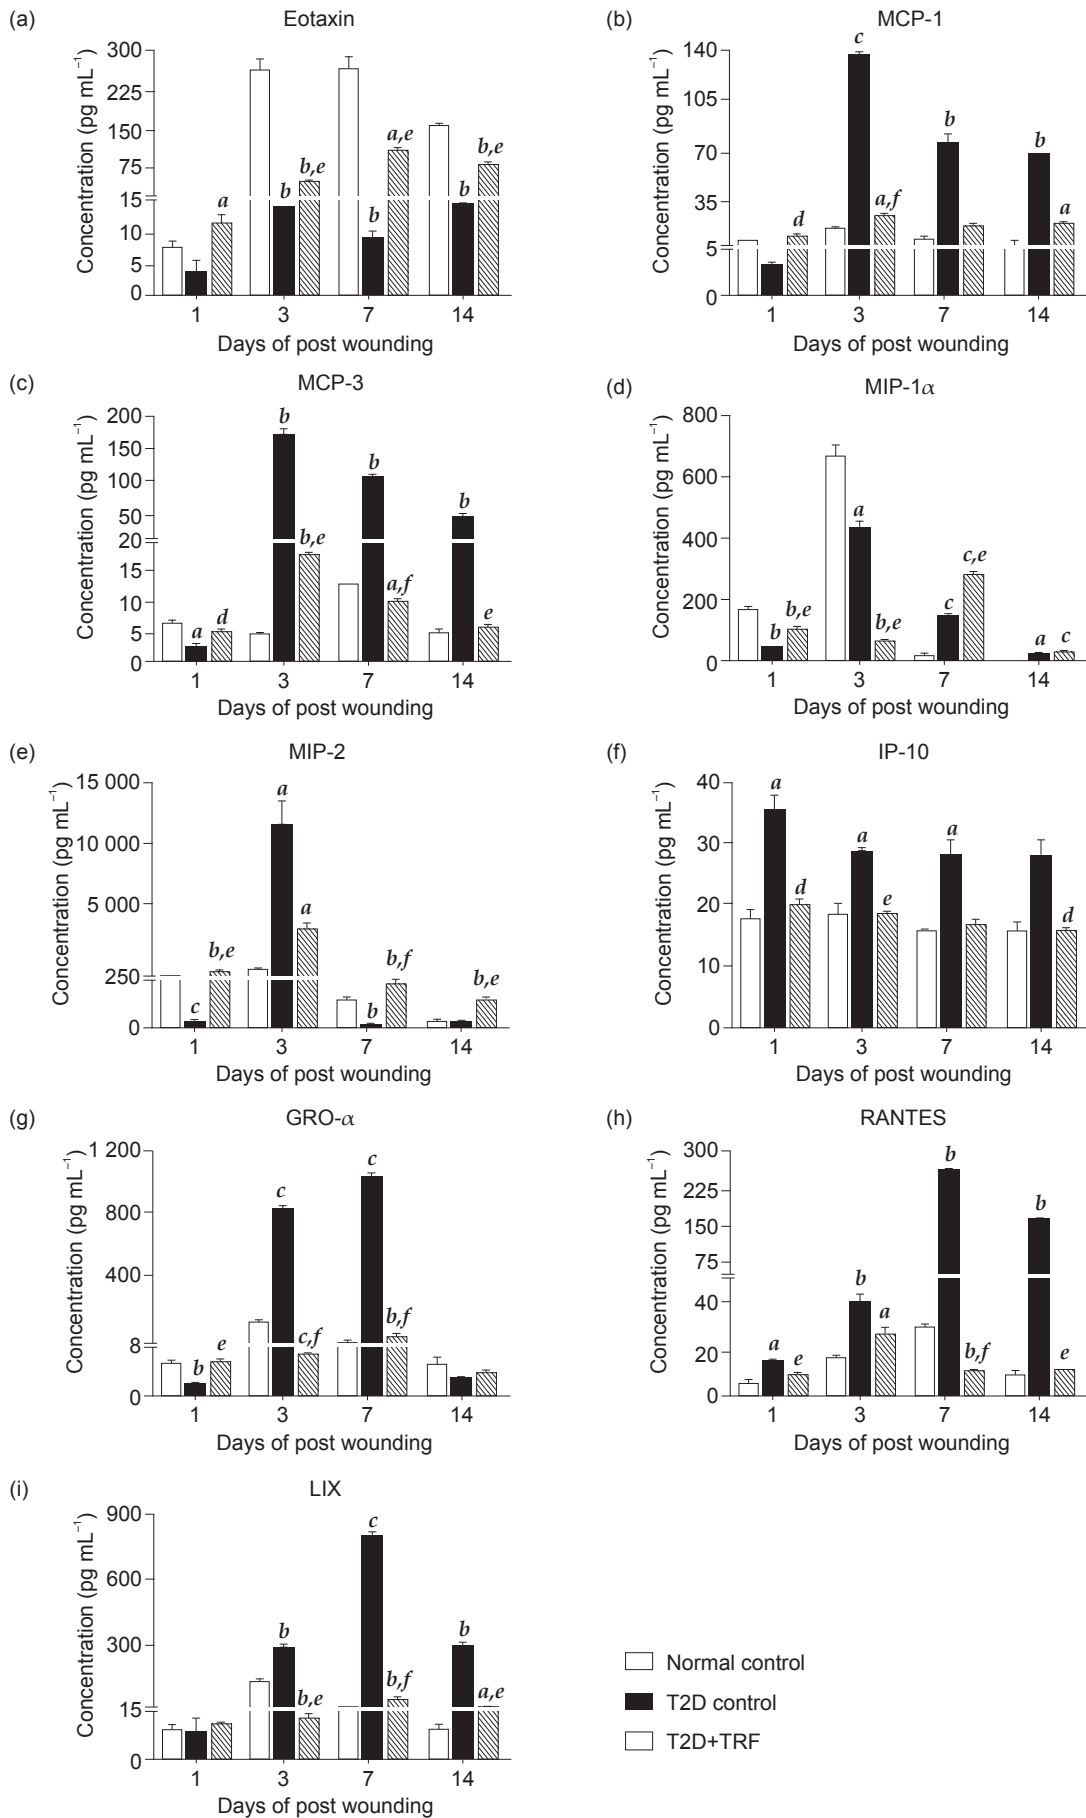 (a)
Eotaxin
Concentration (pg mL⁻¹)
300
225
150
75
15
10
5
0
a
b
b,e
b
a,e
b
b,e
1 3 7 14
Days of post wounding
(b)
MCP-1
Concentration (pg mL⁻¹)
140
105
70
35
5
0
d
c
a,f
b
b
a
1 3 7 14
Days of post wounding
(c)
MCP-3
Concentration (pg mL⁻¹)
200
150
100
50
20
20
15
10
5
0
a
d
b
b,e
b
a,f
b
e
1 3 7 14
Days of post wounding
(d)
MIP-1α
Concentration (pg mL⁻¹)
800
600
400
200
0
b
b,e
a
b,e
c
c,e
a
c
1 3 7 14
Days of post wounding
(e)
MIP-2
Concentration (pg mL⁻¹)
15 000
10 000
5 000
250
0
c
b,e
a
a
b
b,f
b,e
1 3 7 14
Days of post wounding
(f)
IP-10
Concentration (pg mL⁻¹)
40
30
20
10
0
a
d
a
e
a
d
1 3 7 14
Days of post wounding
(g)
GRO-α
Concentration (pg mL⁻¹)
1 200
800
400
8
8
0
b
e
c
c,f
c
b,f
1 3 7 14
Days of post wounding
(h)
RANTES
Concentration (pg mL⁻¹)
300
225
150
75
40
20
0
a
e
b
a
b
b,f
b
e
1 3 7 14
Days of post wounding
(i)
LIX
Concentration (pg mL⁻¹)
900
600
300
15
0
b
b,e
c
b,f
b
a,e
1 3 7 14
Days of post wounding
Normal control
T2D control
T2D+TRF